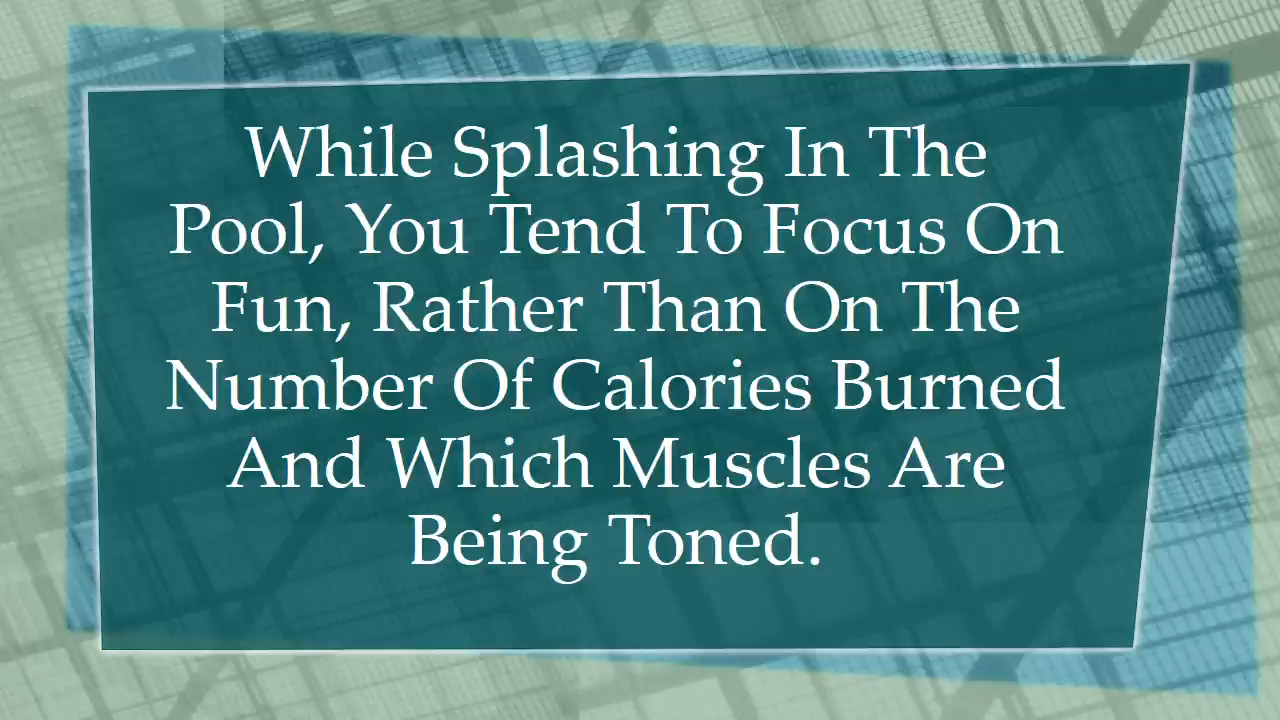 While Splashing In The
Pool, You Tend To Focus On
Fun, Rather Than On The
Number Of Calories Burned
And Which Muscles Are
Being Toned.